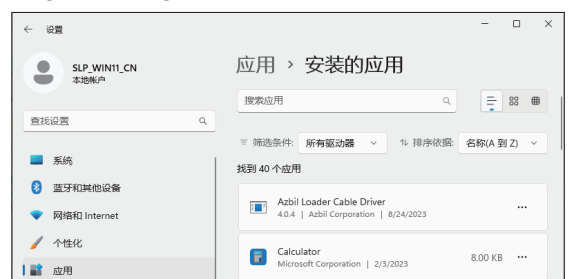 设置
SLP_WIN11_CN
本地帐户
查找设置
系统
蓝牙和其他设备
网络和 Internet
个性化
应用
应用 › 安装的应用
搜索应用
筛选条件: 所有驱动器 排序依据: 名称(A 到 Z)
找到 40 个应用
Azbil Loader Cable Driver
4.0.4 | Azbil Corporation | 8/24/2023
Calculator
Microsoft Corporation | 2/3/2023
8.00 KB